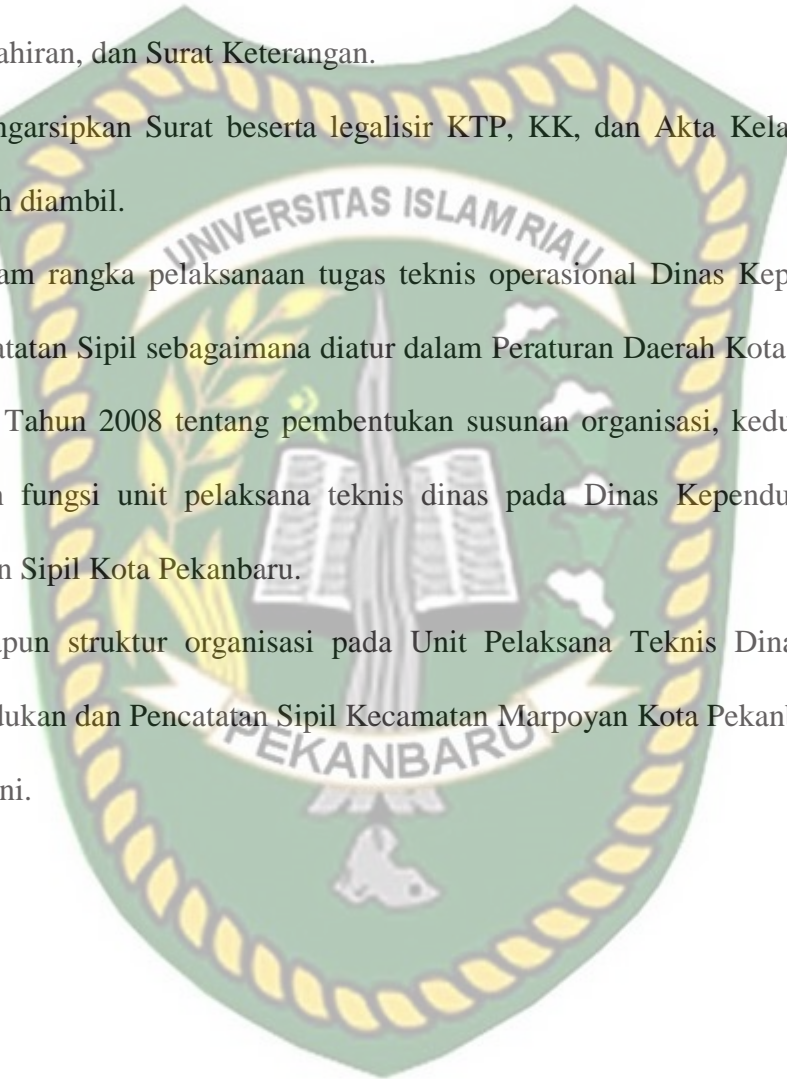 ahiran, dan Surat Keterangan.
ngarsipkan Surat beserta legalisir KTP, KK, dan Akta Kela
h diambil.
UNIVERSITAS ISLAM RIAU
am rangka pelaksanaan tugas teknis operasional Dinas Kep
atatan Sipil sebagaimana diatur dalam Peraturan Daerah Kota
Tahun 2008 tentang pembentukan susunan organisasi, kedu
n fungsi unit pelaksana teknis dinas pada Dinas Kependu
n Sipil Kota Pekanbaru.
apun struktur organisasi pada Unit Pelaksana Teknis Dina
dukan dan Pencatatan Sipil Kecamatan Marpoyan Kota Pekanb
PEKANBARU
ni.